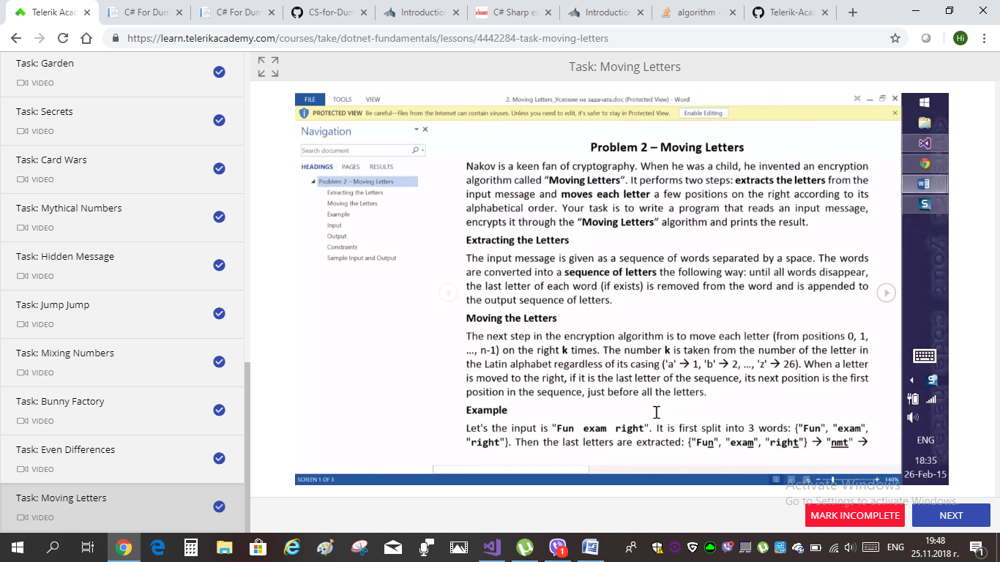 Telerik Aca
C# For Dum
C# For Dum
CS-for-Dum
Introduction
C# Sharp ex
Introduction
algorithm -
Telerik-Acad
https://learn.telerikacademy.com/courses/take/dotnet-fundamentals/lessons/4442284-task-moving-letters
Hi
Task: Garden
VIDEO
Task: Secrets
VIDEO
Task: Card Wars
VIDEO
Task: Mythical Numbers
VIDEO
Task: Hidden Message
VIDEO
Task: Jump Jump
VIDEO
Task: Mixing Numbers
VIDEO
Task: Bunny Factory
VIDEO
Task: Even Differences
VIDEO
Task: Moving Letters
VIDEO
Task: Moving Letters
FILE TOOLS VIEW
2. Moving Letters_Условие на задачата.doc (Protected View) - Word
PROTECTED VIEW Be careful—files from the Internet can contain viruses. Unless you need to edit, it's safer to stay in Protected View. Enable Editing
Navigation
Search document
HEADINGS PAGES RESULTS
Problem 2 – Moving Letters
Extracting the Letters
Moving the Letters
Example
Input
Output
Constraints
Sample Input and Output
Problem 2 – Moving Letters
Nakov is a keen fan of cryptography. When he was a child, he invented an encryption
algorithm called “Moving Letters”. It performs two steps: extracts the letters from the
input message and moves each letter a few positions on the right according to its
alphabetical order. Your task is to write a program that reads an input message,
encrypts it through the “Moving Letters” algorithm and prints the result.
Extracting the Letters
The input message is given as a sequence of words separated by a space. The words
are converted into a sequence of letters the following way: until all words disappear,
the last letter of each word (if exists) is removed from the word and is appended to
the output sequence of letters.
Moving the Letters
The next step in the encryption algorithm is to move each letter (from positions 0, 1,
…, n-1) on the right k times. The number k is taken from the number of the letter in
the Latin alphabet regardless of its casing ('a' → 1, 'b' → 2, …, 'z' → 26). When a letter
is moved to the right, if it is the last letter of the sequence, its next position is the first
position in the sequence, just before all the letters.
Example
Let's the input is "Fun exam right". It is first split into 3 words: {"Fun", "exam",
"right"}. Then the last letters are extracted: {"Fun", "exam", "right"} → "nmt" →
SCREEN 1 OF 3
140%
ENG
18:35
26-Feb-15
Activate Windows
Go to Settings to activate Windows.
MARK INCOMPLETE
NEXT
1
ENG
19:48
25.11.2018 г.
1